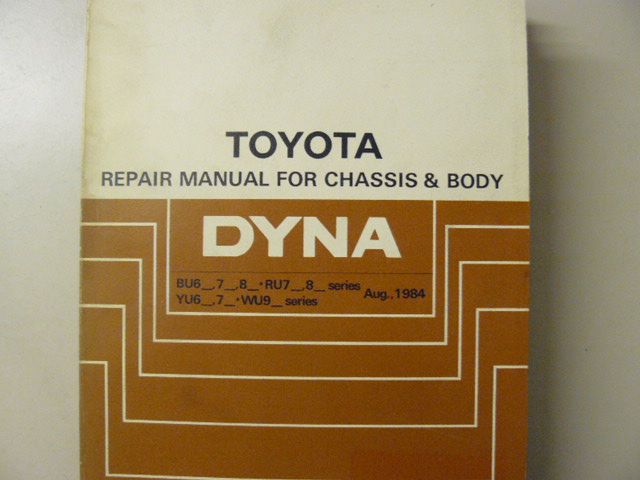 TOYOTA
REPAIR MANUAL FOR CHASSIS & BODY
DYNA
BU6_,7_,8_·RU7_,8_ series
YU6_,7_·WU9_ series
Aug., 1984